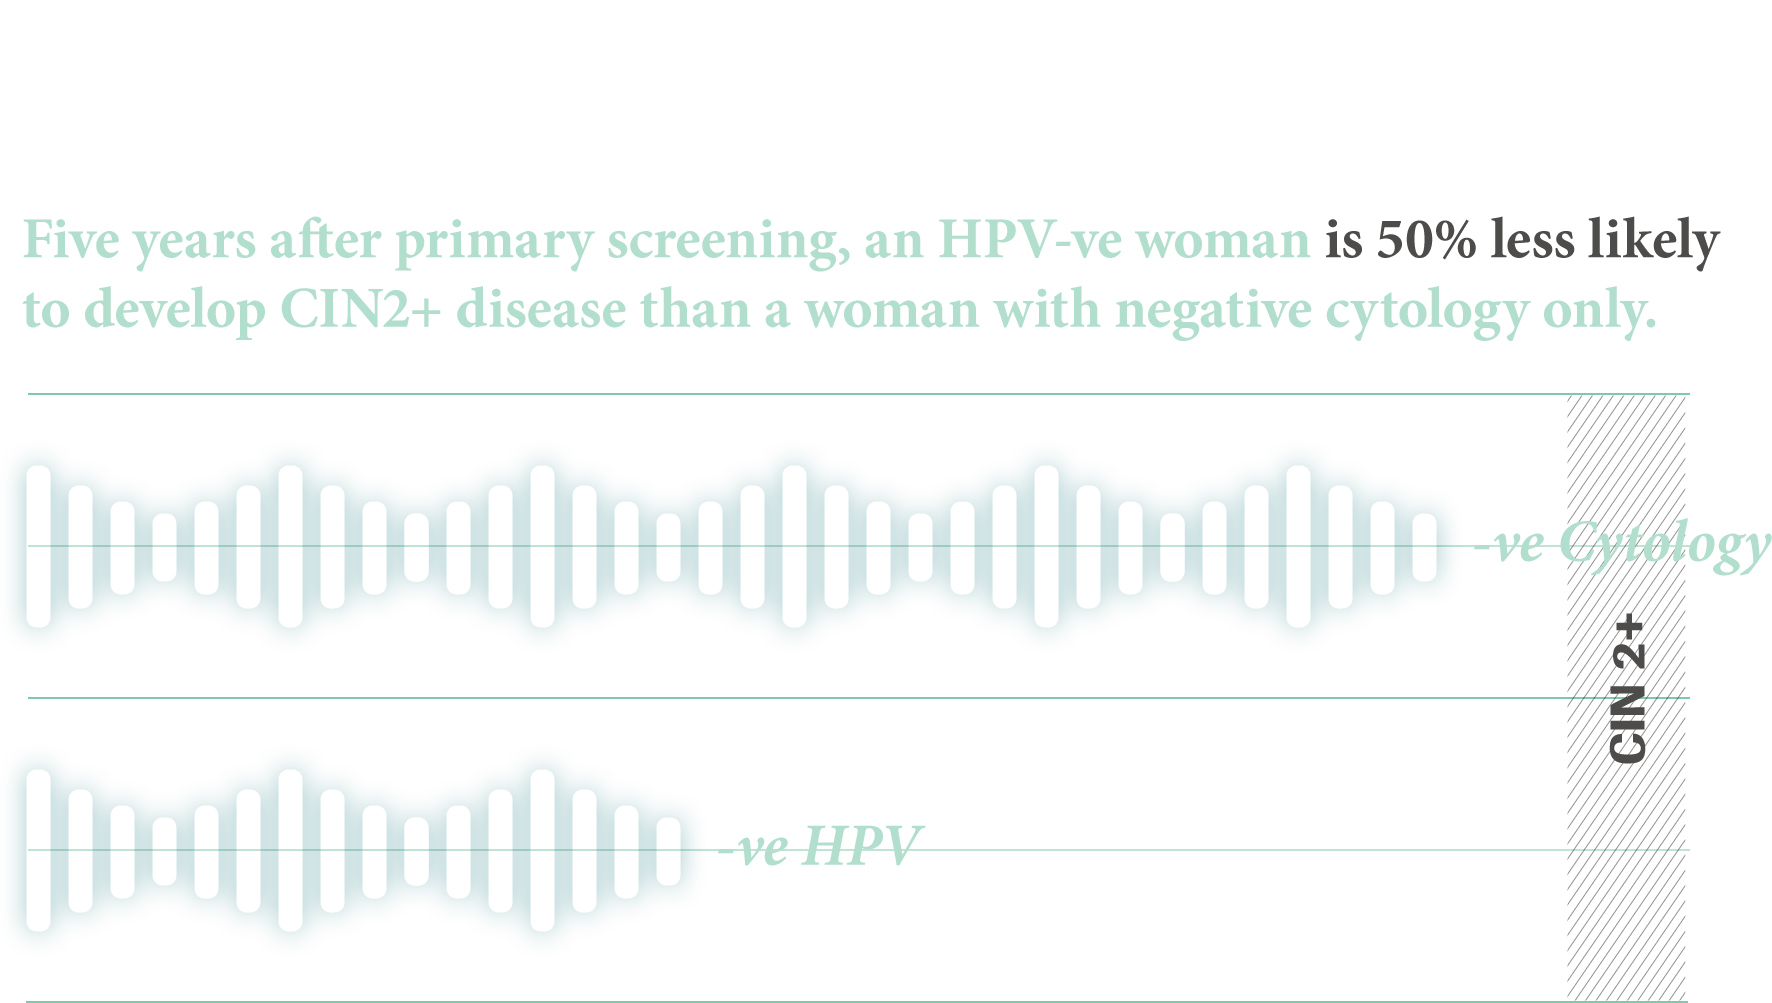 Five years after primary screening, an HPV-ve woman is 50% less likely
to develop CIN2+ disease than a woman with negative cytology only.
-ve Cytology
CIN 2+
-ve HPV